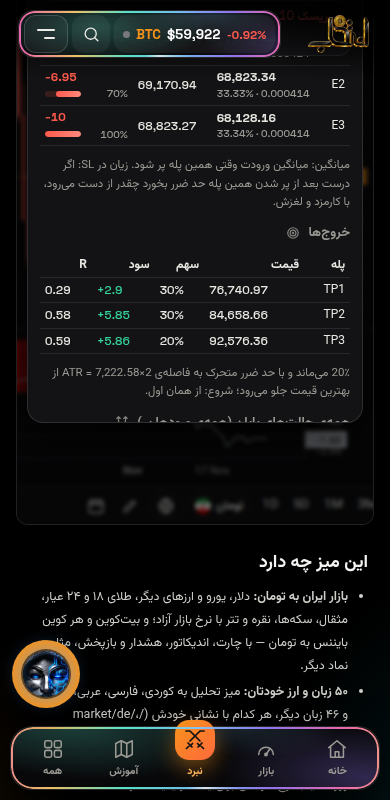 BTC $59,922 -0.92%
E2 68,823.34 69,170.94 -6.95
33.33% · 0.000414 70%
E3 68,128.16 68,823.27 -10
33.34% · 0.000414 100%
میانگین: میانگین ورودت وقتی همین پله پر شود. زیان در SL: اگر
درست بعد از پر شدن همین پله حد ضرر بخورد چقدر از دست می‌رود،
با کارمزد و لغزش.
خروج‌ها
پله قیمت سهم سود R
TP1 76,740.97 30% +2.9 0.29
TP2 84,658.66 30% +5.85 0.58
TP3 92,576.36 20% +5.86 0.59
20٪ می‌ماند و با حد ضرر متحرک به فاصله‌ی 2×ATR = 7,222.58 از
بهترین قیمت جلو می‌رود؛ شروع: از همان اول.
تومان 1D 5D 1M
این میز چه دارد
بازار ایران به تومان: دلار، یورو و ارزهای دیگر، طلای ۱۸ و ۲۴ عیار،
مثقال، سکه‌ها، نقره و تتر با نرخ بازار آزاد؛ و بیت‌کوین و هر کوین
بایننس به تومان — با چارت، اندیکاتور، هشدار و بازپخش، مثل
نماد دیگر.
۵۰ زبان و ارز خودتان: میز تحلیل به کوردی، فارسی، عربی،
و ۴۶ زبان دیگر، هر کدام با نشانی خودش (/market/de/،/
خانه
بازار
نبرد
آموزش
همه